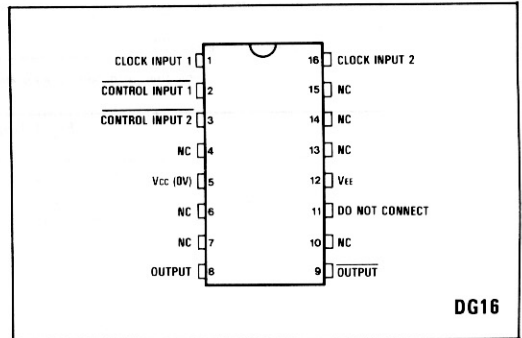 CLOCK INPUT 1 1 16 CLOCK INPUT 2
CONTROL INPUT 1 2 15 NC
CONTROL INPUT 2 3 14 NC
NC 4 13 NC
Vcc (0V) 5 12 VEE
NC 6 11 DO NOT CONNECT
NC 7 10 NC
OUTPUT 8 9 OUTPUT
DG16